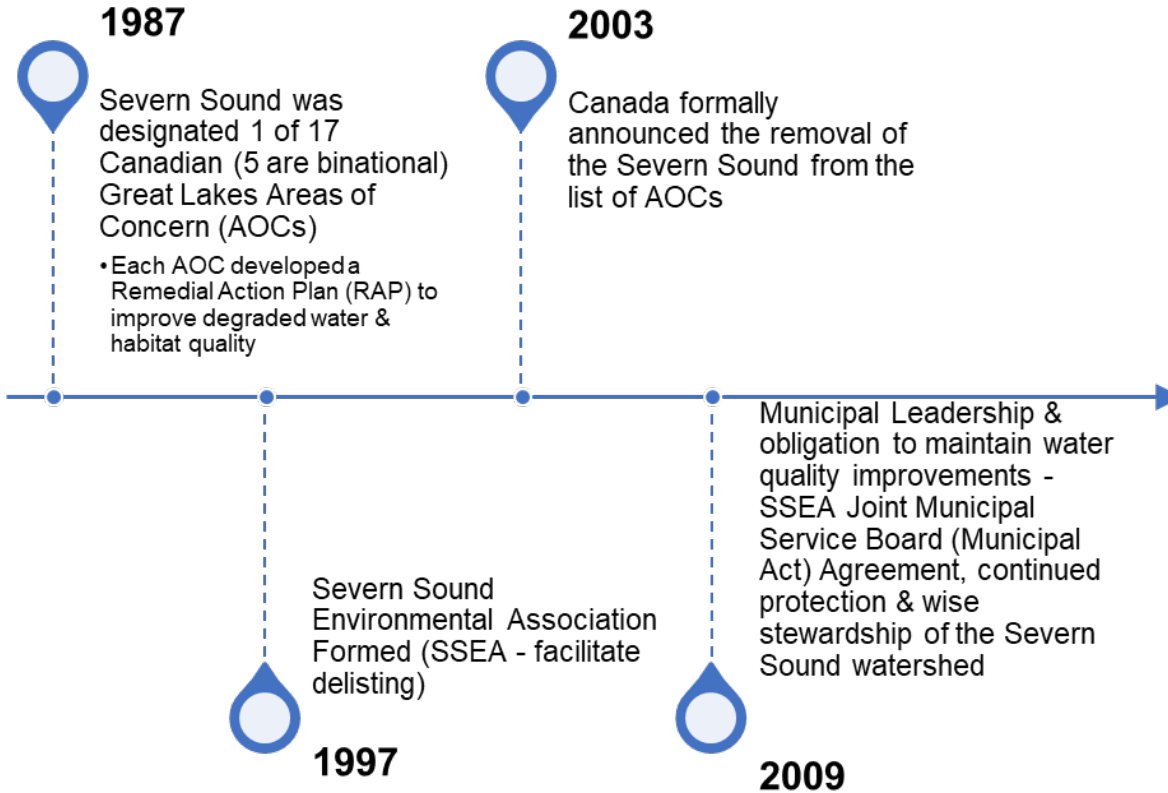 1987
Severn Sound was
designated 1 of 17
Canadian (5 are binational)
Great Lakes Areas of
Concern (AOCs)
•Each AOC developed a
Remedial Action Plan (RAP) to
improve degraded water &
habitat quality
Severn Sound
Environmental Association
Formed (SSEA - facilitate
delisting)
1997
2003
Canada formally
announced the removal of
the Severn Sound from the
list of AOCs
Municipal Leadership &
obligation to maintain water
quality improvements -
SSEA Joint Municipal
Service Board (Municipal
Act) Agreement, continued
protection & wise
stewardship of the Severn
Sound watershed
2009